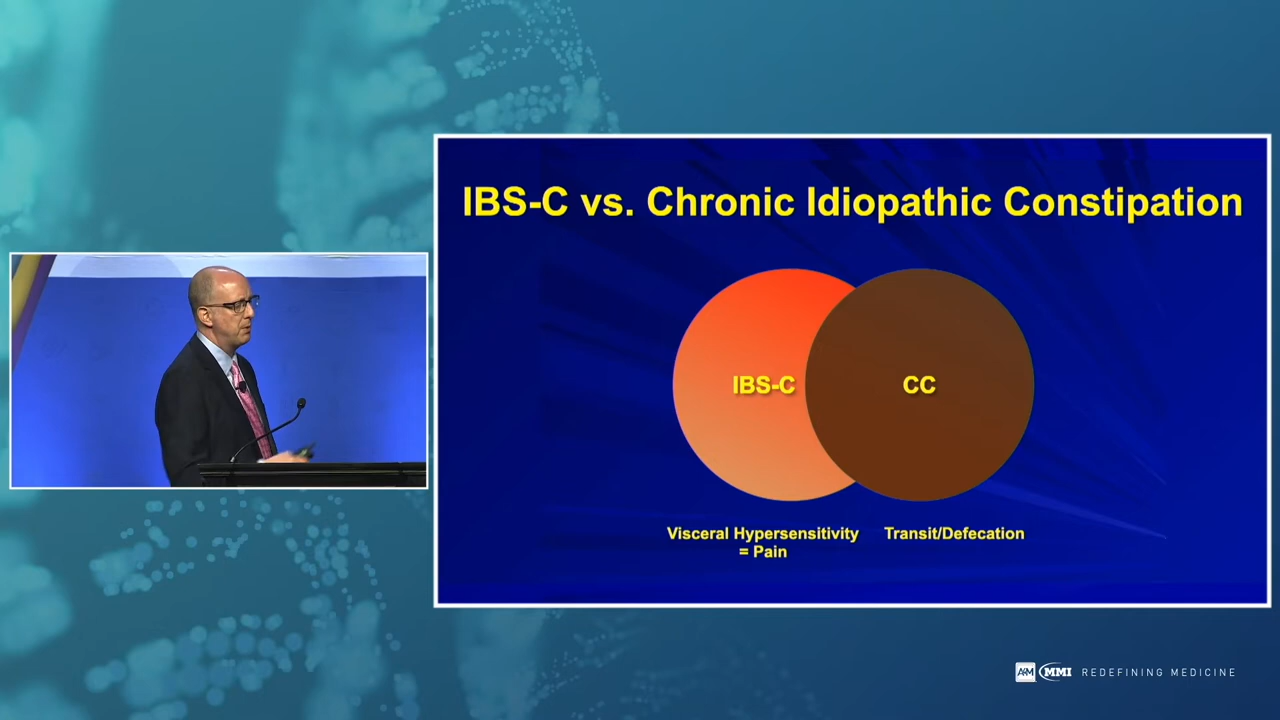 IBS-C vs. Chronic Idiopathic Constipation
IBS-C
CC
Visceral Hypersensitivity
= Pain
Transit/Defecation
A4M MMI REDEFINING MEDICINE